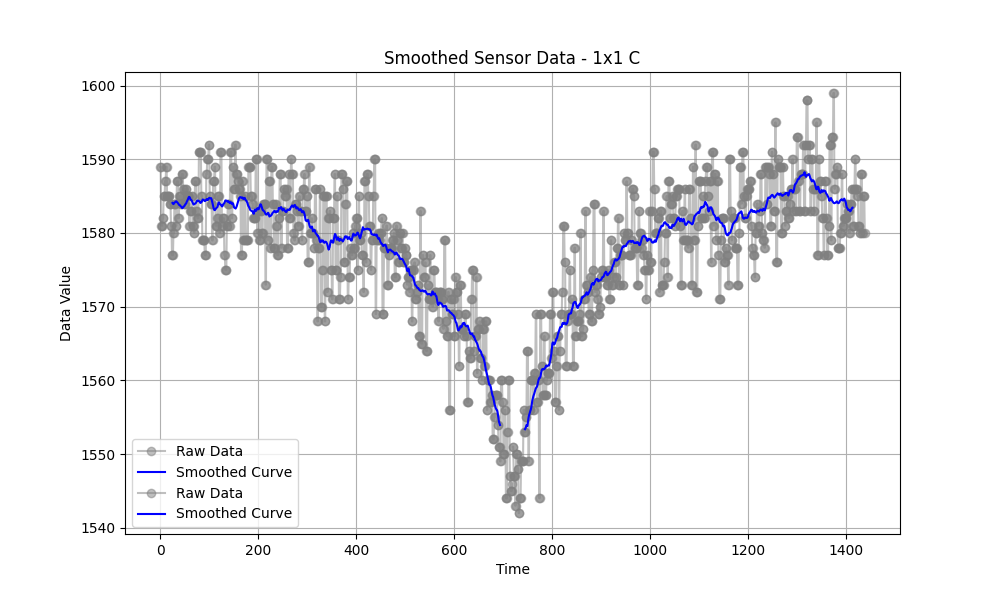 Smoothed Sensor Data - 1x1 C
1600
1590
1580
1570
1560
1550
1540
Data Value
Raw Data
Smoothed Curve
Raw Data
Smoothed Curve
0 200 400 600 800 1000 1200 1400
Time